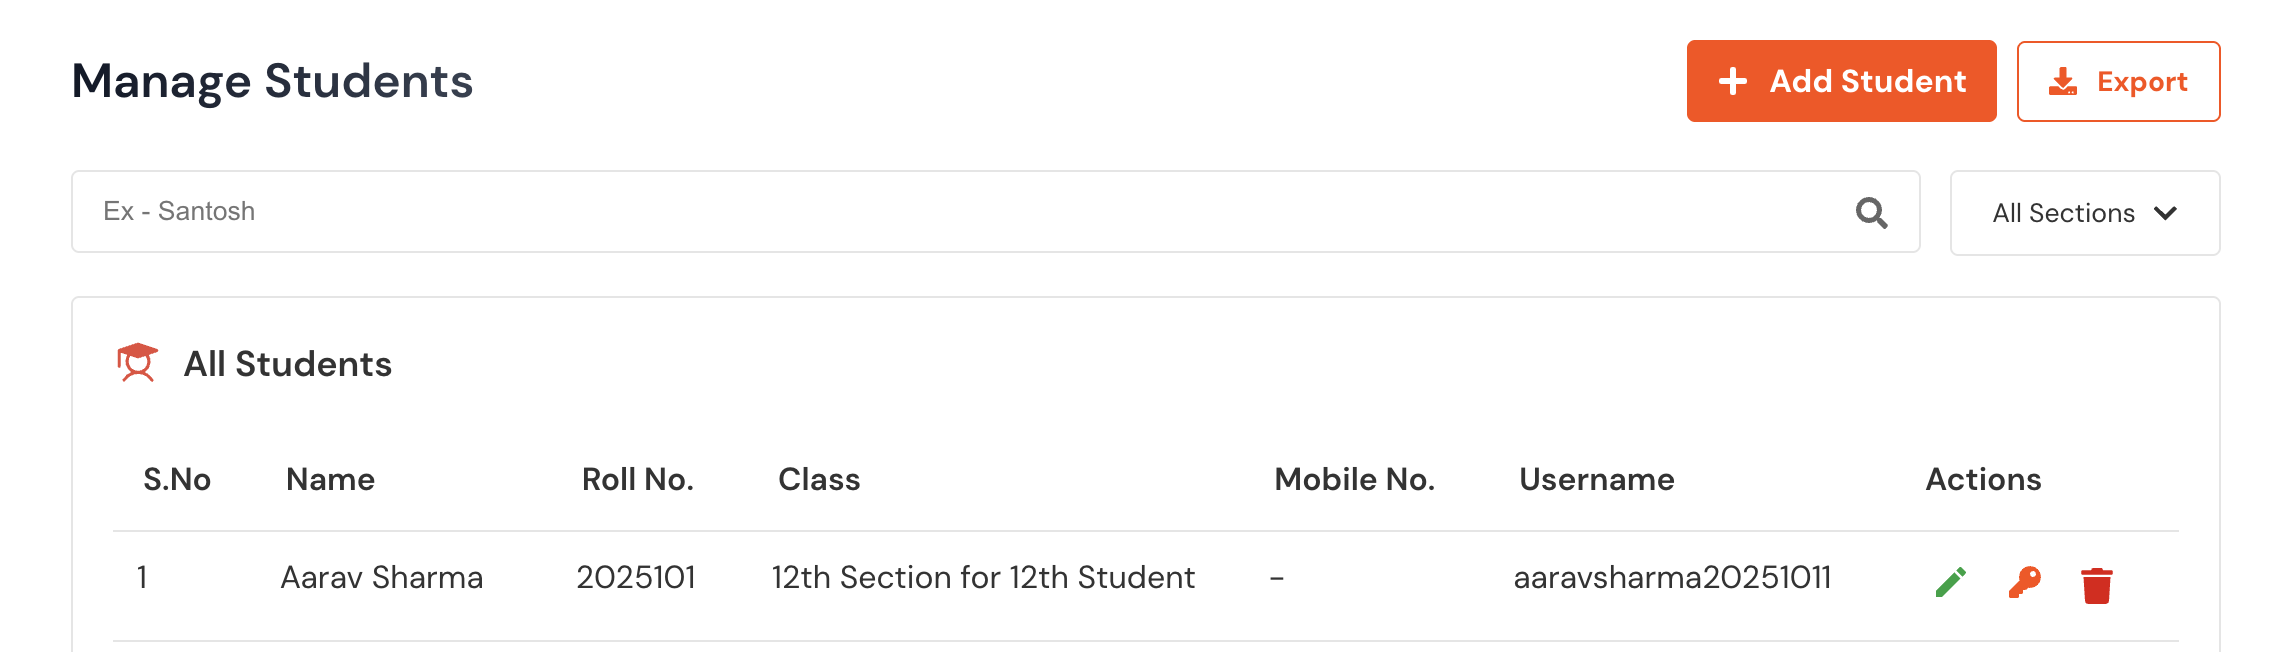 Manage Students
Add Student
Export
Ex - Santosh
All Sections
All Students
S.No Name Roll No. Class Mobile No. Username Actions
1 Aarav Sharma 2025101 12th Section for 12th Student - aaravsharma20251011